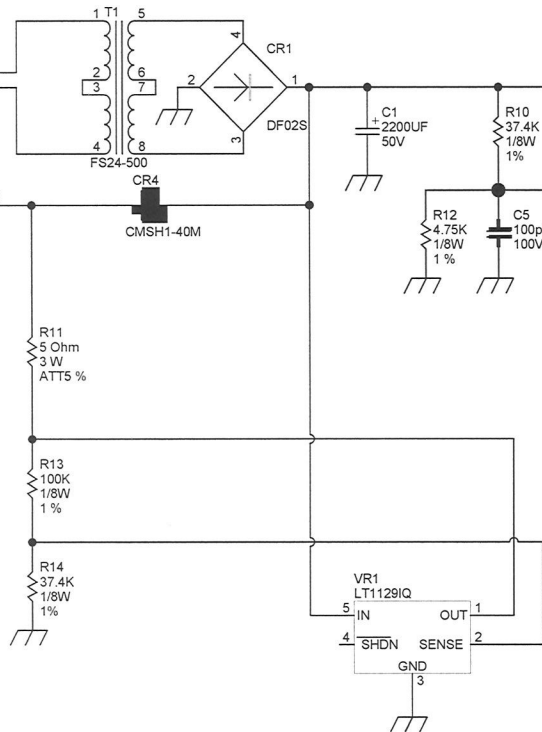 1 T1 5
4
CR1
2
6
2
1
3
7
4
8
3
DF02S
FS24-500
+ C1
2200UF
50V
R10
37.4K
1/8W
1%
CR4
CMSH1-40M
R12
4.75K
1/8W
1 %
C5
100p
100V
R11
5 Ohm
3 W
ATT5 %
R13
100K
1/8W
1 %
R14
37.4K
1/8W
1%
VR1
LT1129IQ
5 IN OUT 1
4 SHDN SENSE 2
GND
3